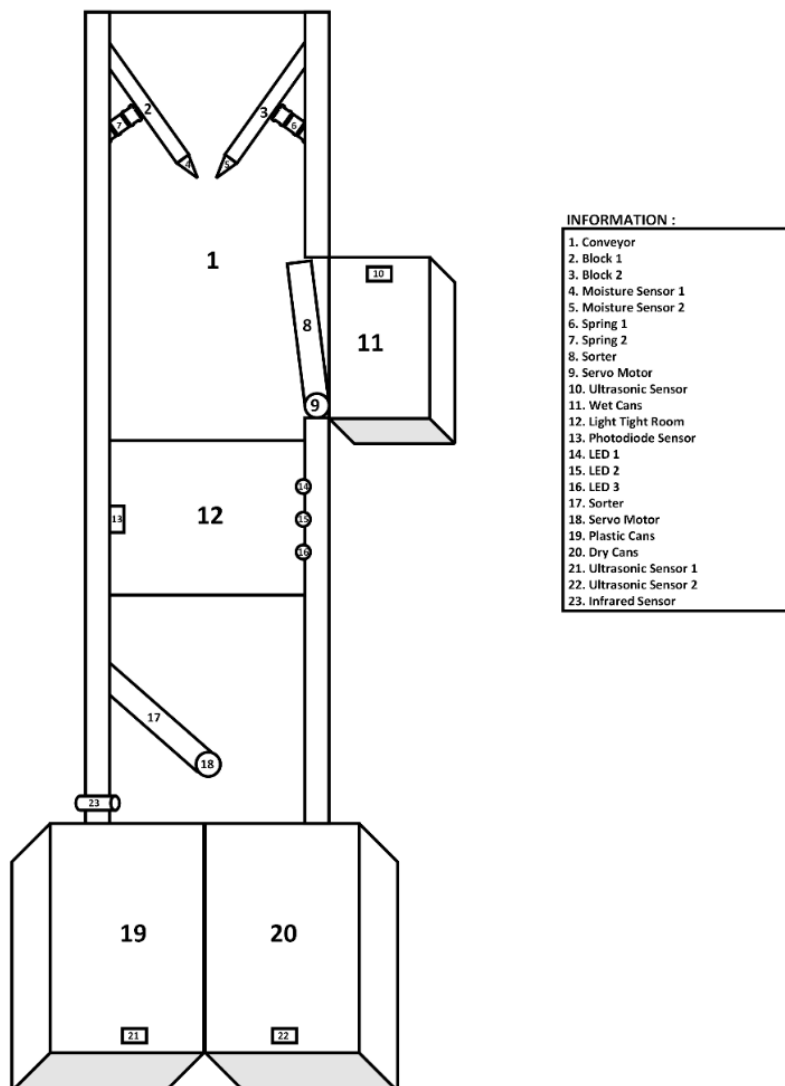 2
3
7
6
4
5
1
10
8
11
9
14
12
13
15
16
17
18
23
19
20
21
22
INFORMATION :
1. Conveyor
2. Block 1
3. Block 2
4. Moisture Sensor 1
5. Moisture Sensor 2
6. Spring 1
7. Spring 2
8. Sorter
9. Servo Motor
10. Ultrasonic Sensor
11. Wet Cans
12. Light Tight Room
13. Photodiode Sensor
14. LED 1
15. LED 2
16. LED 3
17. Sorter
18. Servo Motor
19. Plastic Cans
20. Dry Cans
21. Ultrasonic Sensor 1
22. Ultrasonic Sensor 2
23. Infrared Sensor